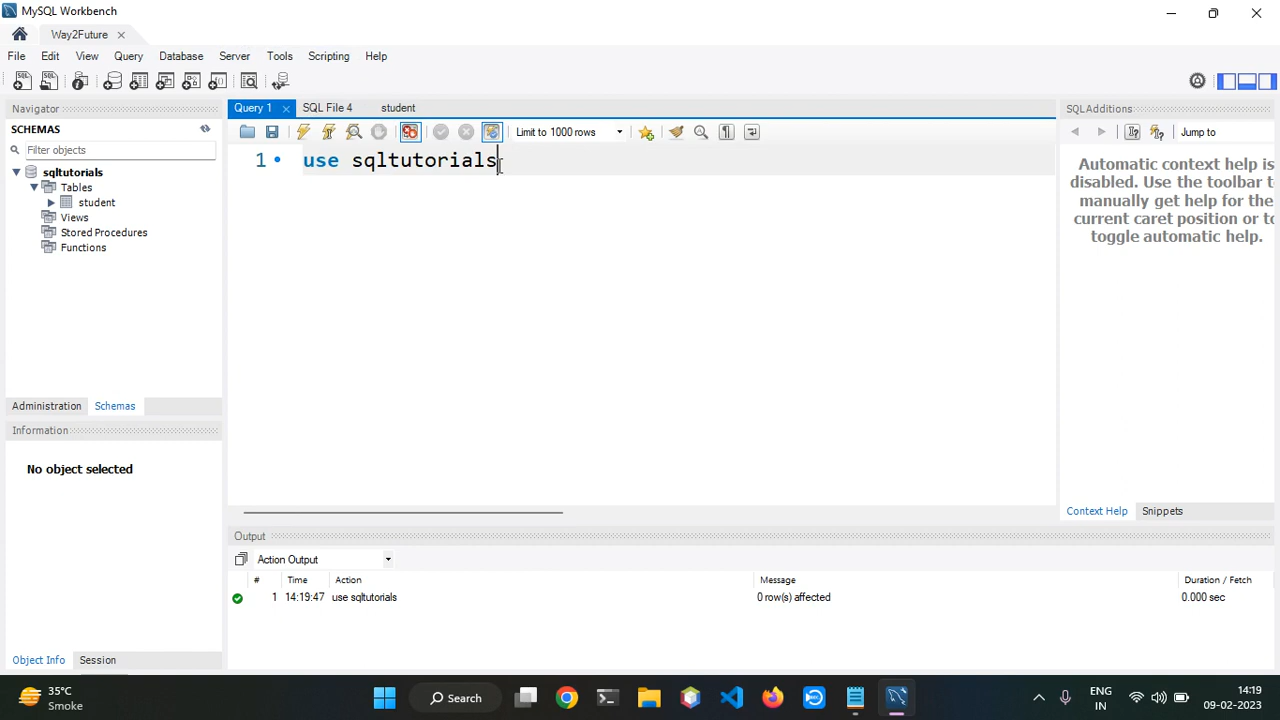 MySQL Workbench
Way2Future
File Edit View Query Database Server Tools Scripting Help
Navigator
SCHEMAS
Filter objects
sqltutorials
Tables
student
Views
Stored Procedures
Functions
Administration Schemas
Information
No object selected
Object Info Session
Query 1 SQL File 4 student
Limit to 1000 rows
1 use sqltutorials
SQLAdditions
Jump to
Automatic context help is
disabled. Use the toolbar t
manually get help for the
current caret position or to
toggle automatic help.
Context Help Snippets
Output
Action Output
# Time Action Message Duration / Fetch
1 14:19:47 use sqltutorials 0 row(s) affected 0.000 sec
35°C
Smoke
Search
ENG
IN
14:19
09-02-2023